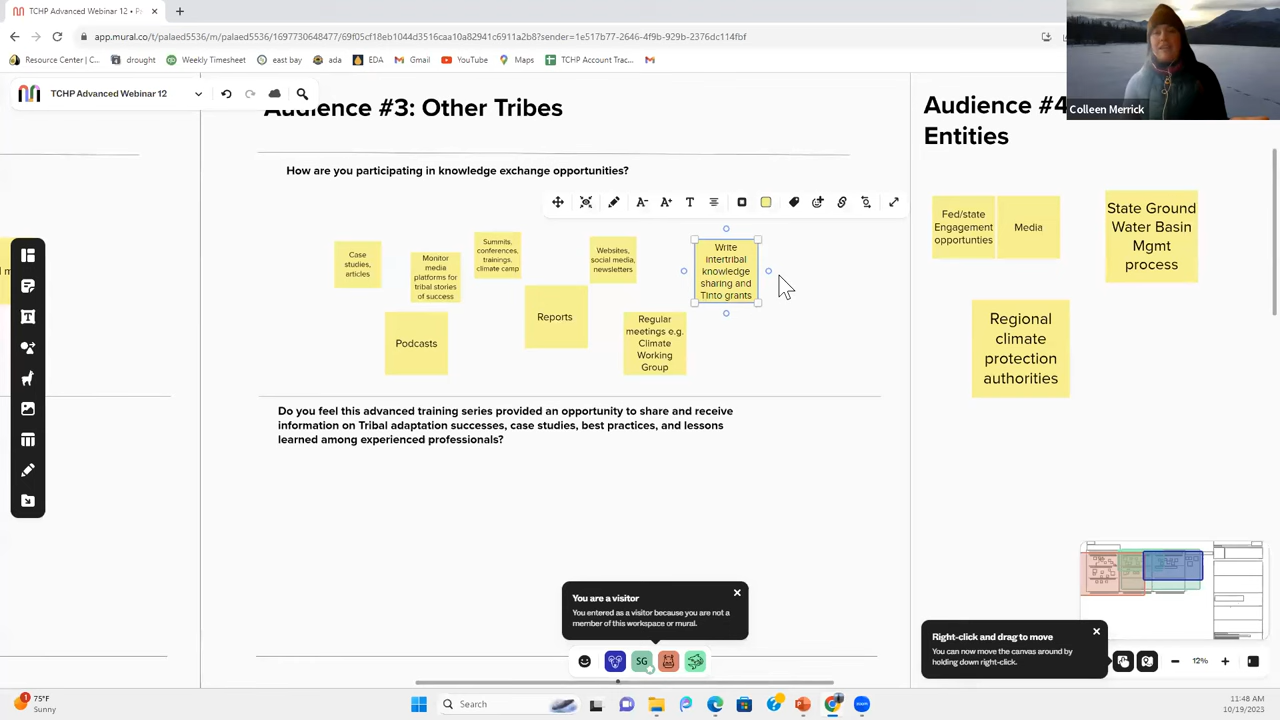 TCHP Advanced Webinar 12 • P
app.mural.co/t/palaed5536/m/palaed5536/1697730648477/69f05cf18eb1044d3516caa10392941c6911a2b8?sender=1e517b77-2646-4f9b-929b-2376dc114fbf
Resource Center | C...
drought
Weekly Timesheet
east bay
ada
EDA
Gmail
YouTube
Maps
TCHP Account Trac...
TCHP Advanced Webinar 12
Colleen Merrick
Audience #3: Other Tribes
How are you participating in knowledge exchange opportunities?
Case
studies,
articles
Monitor
media
platforms for
tribal stories
of success
Summits,
conferences,
trainings,
climate camp
Websites,
social media,
newsletters
Write
intertribal
knowledge
sharing and
Tinto grants
Podcasts
Reports
Regular
meetings e.g.
Climate
Working
Group
Do you feel this advanced training series provided an opportunity to share and receive
information on Tribal adaptation successes, case studies, best practices, and lessons
learned among experienced professionals?
Audience #4
Entities
Fed/state
Engagement
opportunties
Media
State Ground
Water Basin
Mgmt
process
Regional
climate
protection
authorities
You are a visitor
You entered as a visitor because you are not a
member of this workspace or mural.
SG
Right-click and drag to move
You can now move the canvas around by
holding down right-click.
12%
1
75°F
Sunny
Search
11:48 AM
10/19/2023